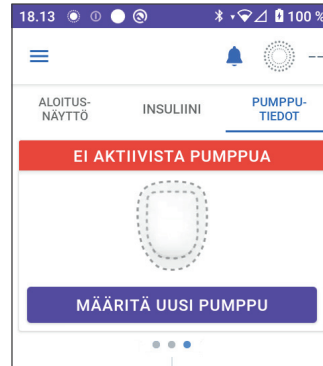 18.13 100 %
--
ALOITUS-
NÄYTTÖ
INSULIINI
PUMPPU-
TIEDOT
EI AKTIIVISTA PUMPPUA
MÄÄRITÄ UUSI PUMPPU